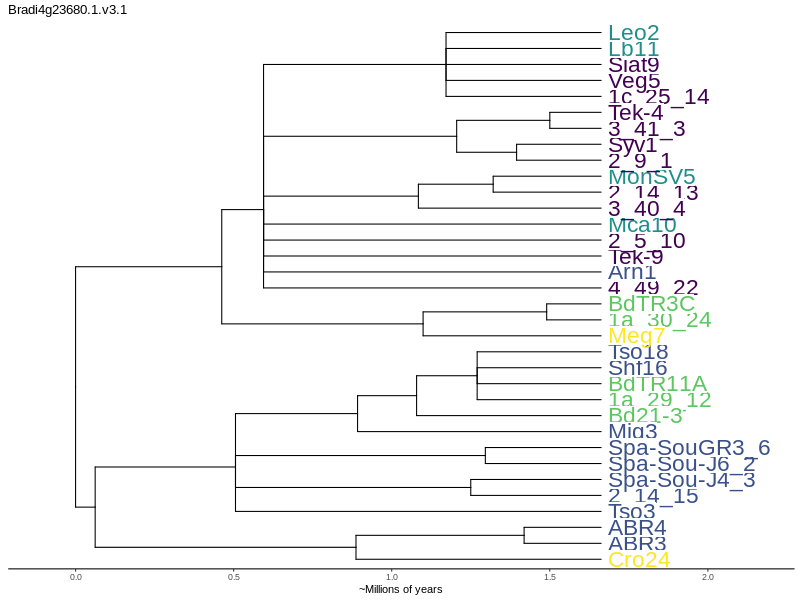 Bradi4g23680.1.v3.1
Leo2
Lb11
Siat9
Veg5
1c_25_14
Tek-4
3_41_3
Syv1
2_9_1
MonSV5
2_14_13
3_40_4
Mca10
2_5_10
Tek-9
Arn1
4_49_22
BdTR3C
1a_30_24
Meg7
Tso18
Shf16
BdTR11A
1a_29_12
Bd21-3
Mig3
Spa-SouGR3_6
Spa-Sou-J6_2
Spa-Sou-J4_3
2_14_15
Tso3
ABR4
ABR3
Cro24
0.0 0.5 1.0 1.5 2.0
~Millions of years